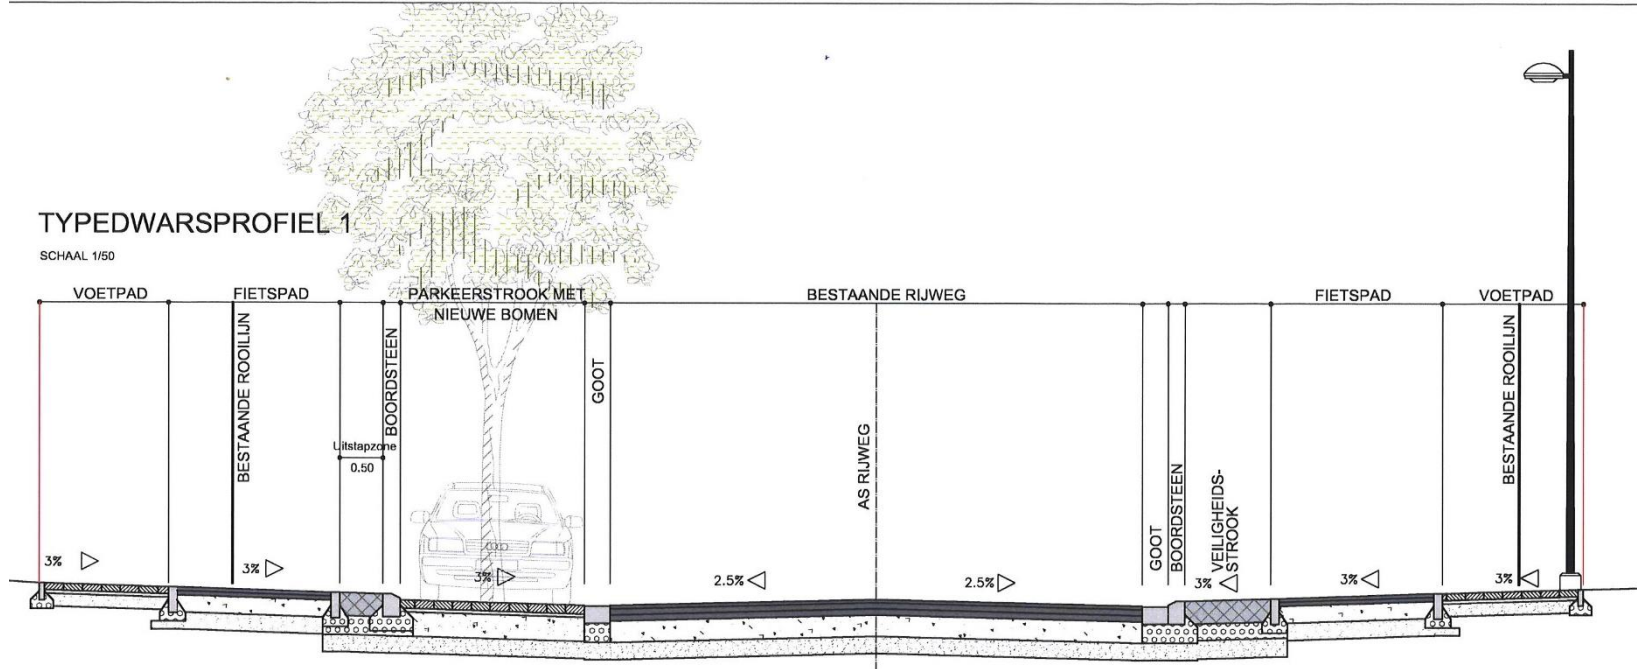 TYPEDWARSPROFIEL 1
SCHAAL 1/50
VOETPAD
FIETSPAD
PARKEERSTROOK MET
NIEUWE BOMEN
BESTAANDE RIJWEG
FIETSPAD
VOETPAD
BESTAANDE ROOILIJN
Uitstapzone
0.50
BOORDSTEEN
GOOT
AS RIJWEG
GOOT
BOORDSTEEN
VEILIGHEIDS-
STROOK
BESTAANDE ROOILIJN
3%
3%
3%
2.5%
2.5%
3%
3%
3%